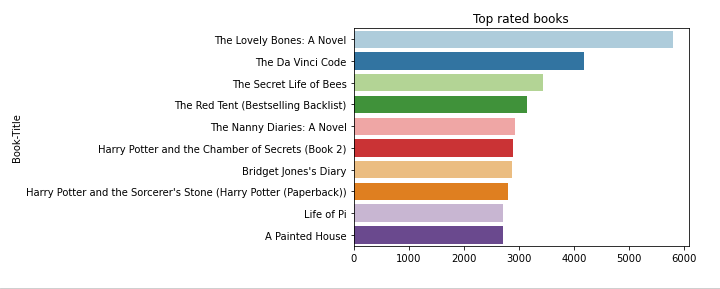 Top rated books
Book-Title
The Lovely Bones: A Novel
The Da Vinci Code
The Secret Life of Bees
The Red Tent (Bestselling Backlist)
The Nanny Diaries: A Novel
Harry Potter and the Chamber of Secrets (Book 2)
Bridget Jones's Diary
Harry Potter and the Sorcerer's Stone (Harry Potter (Paperback))
Life of Pi
A Painted House
0 1000 2000 3000 4000 5000 6000